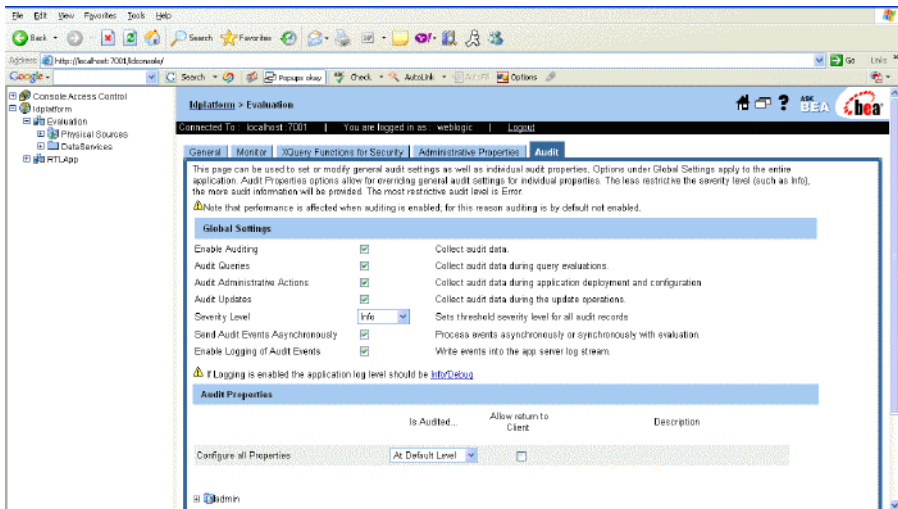 File Edit View Favorites Tools Help
Back Search Favorites
Address http://localhost:7001/ldconsole/ Go Links
Google Search Popups okay Check AutoLink AutoFill Options
Console Access Control
ldplatform
Evaluation
Physical Sources
DataServices
RTLApp
ldplatform > Evaluation
ASK BEA
bea
Connected To : localhost:7001 | You are logged in as : weblogic | Logout
General Monitor XQuery Functions for Security Administrative Properties Audit
This page can be used to set or modify general audit settings as well as individual audit properties. Options under Global Settings apply to the entire
application. Audit Properties options allow for overriding general audit settings for individual properties. The less restrictive the severity level (such as Info),
the more audit information will be provided. The most restrictive audit level is Error.
Note that performance is affected when auditing is enabled; for this reason auditing is by default not enabled.
Global Settings
Enable Auditing Collect audit data.
Audit Queries Collect audit data during query evaluations.
Audit Administrative Actions Collect audit data during application deployment and configuration
Audit Updates Collect audit data during the update operations.
Severity Level Info Sets threshold severity level for all audit records
Send Audit Events Asynchronously Process events asynchronously or synchronously with evaluation.
Enable Logging of Audit Events Write events into the app server log stream.
If Logging is enabled the application log level should be Info/Debug
Audit Properties
Is Audited... Allow return to Client Description
Configure all Properties At Default Level
admin